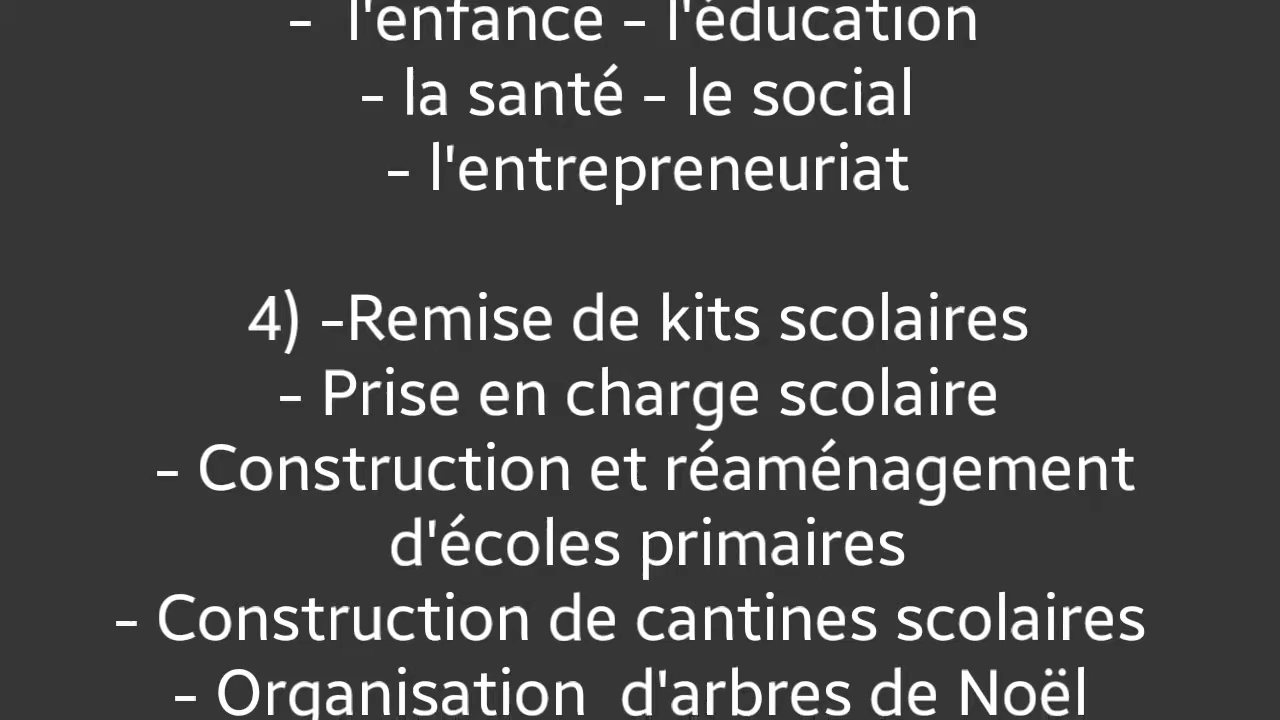 - l'enfance - l'éducation
- la santé - le social
- l'entrepreneuriat
4) -Remise de kits scolaires
- Prise en charge scolaire
- Construction et réaménagement
d'écoles primaires
- Construction de cantines scolaires
- Organisation d'arbres de Noël